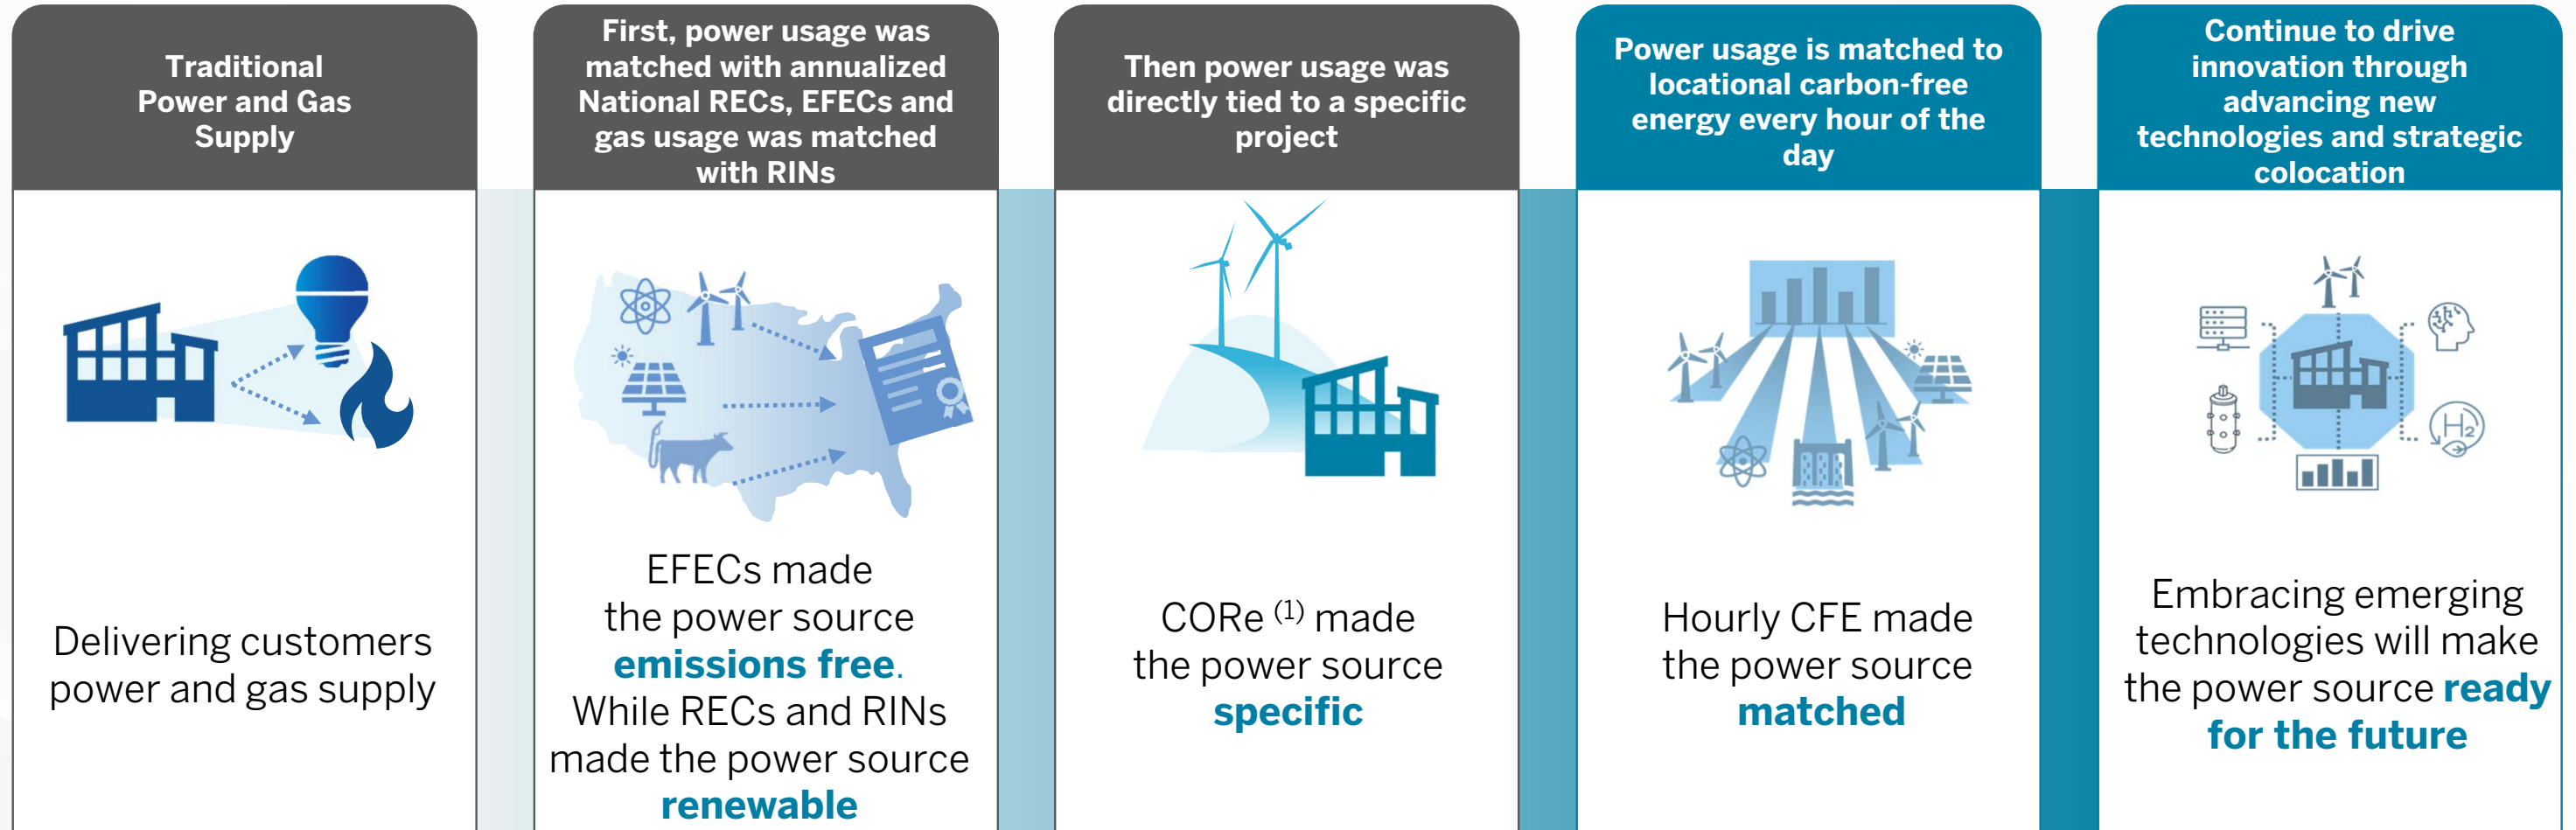 Traditional
Power and Gas
Supply
Delivering customers
power and gas supply
First, power usage was
matched with annualized
National RECs, EFECs and
gas usage was matched
with RINs
EFECs made
the power source
emissions free.
While RECs and RINs
made the power source
renewable
Then power usage was
directly tied to a specific
project
CORe (1) made
the power source
specific
Power usage is matched to
locational carbon-free
energy every hour of the
day
Hourly CFE made
the power source
matched
Continue to drive
innovation through
advancing new
technologies and strategic
colocation
H2
Embracing emerging
technologies will make
the power source ready
for the future